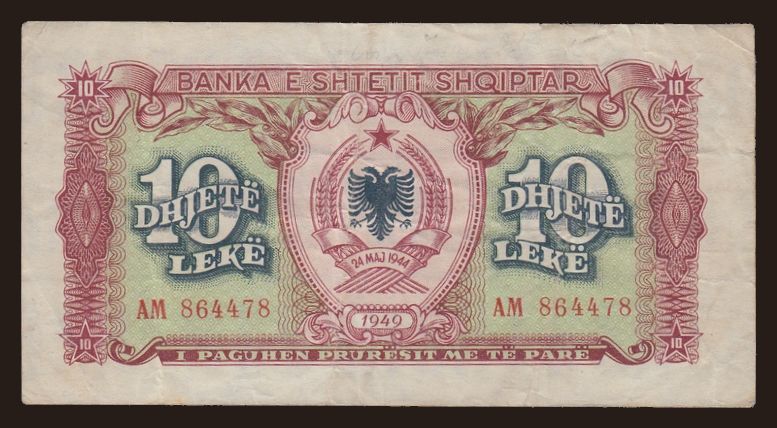 10 BANKA E SHTETIT SHQIPTAR 10
10 10
DHJETË DHJETË
LEKË LEKË
24 MAJ 1944
AM 864478 AM 864478
1949
10 I PAGUHEN PRURËSIT ME TË PARË 10